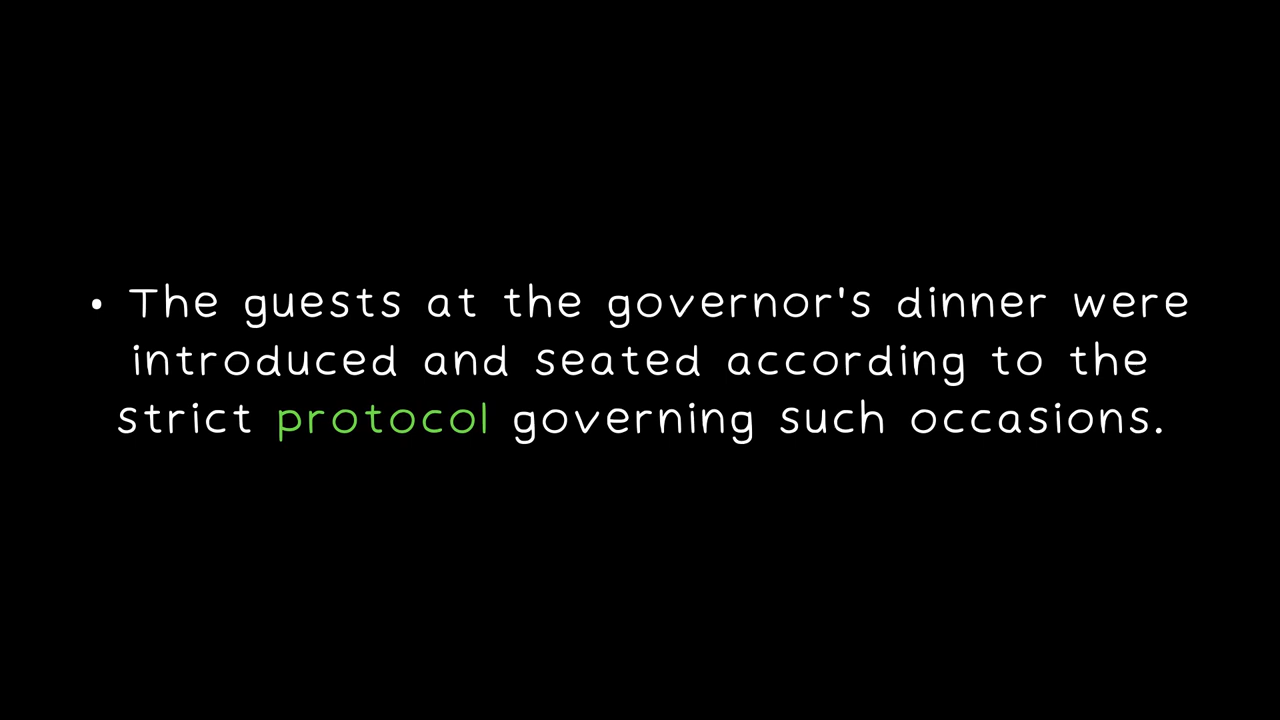 • The guests at the governor's dinner were
introduced and seated according to the
strict protocol governing such occasions.